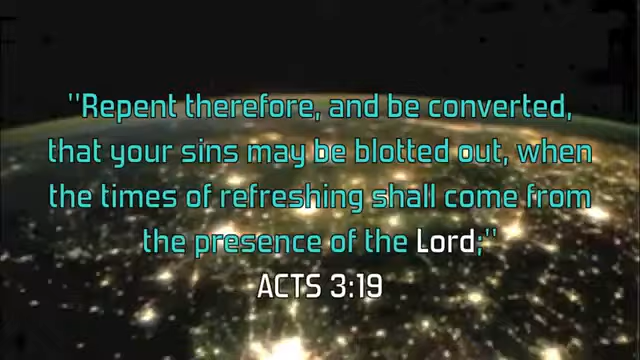 "Repent therefore, and be converted,
that your sins may be blotted out, when
the times of refreshing shall come from
the presence of the Lord;"
ACTS 3:19